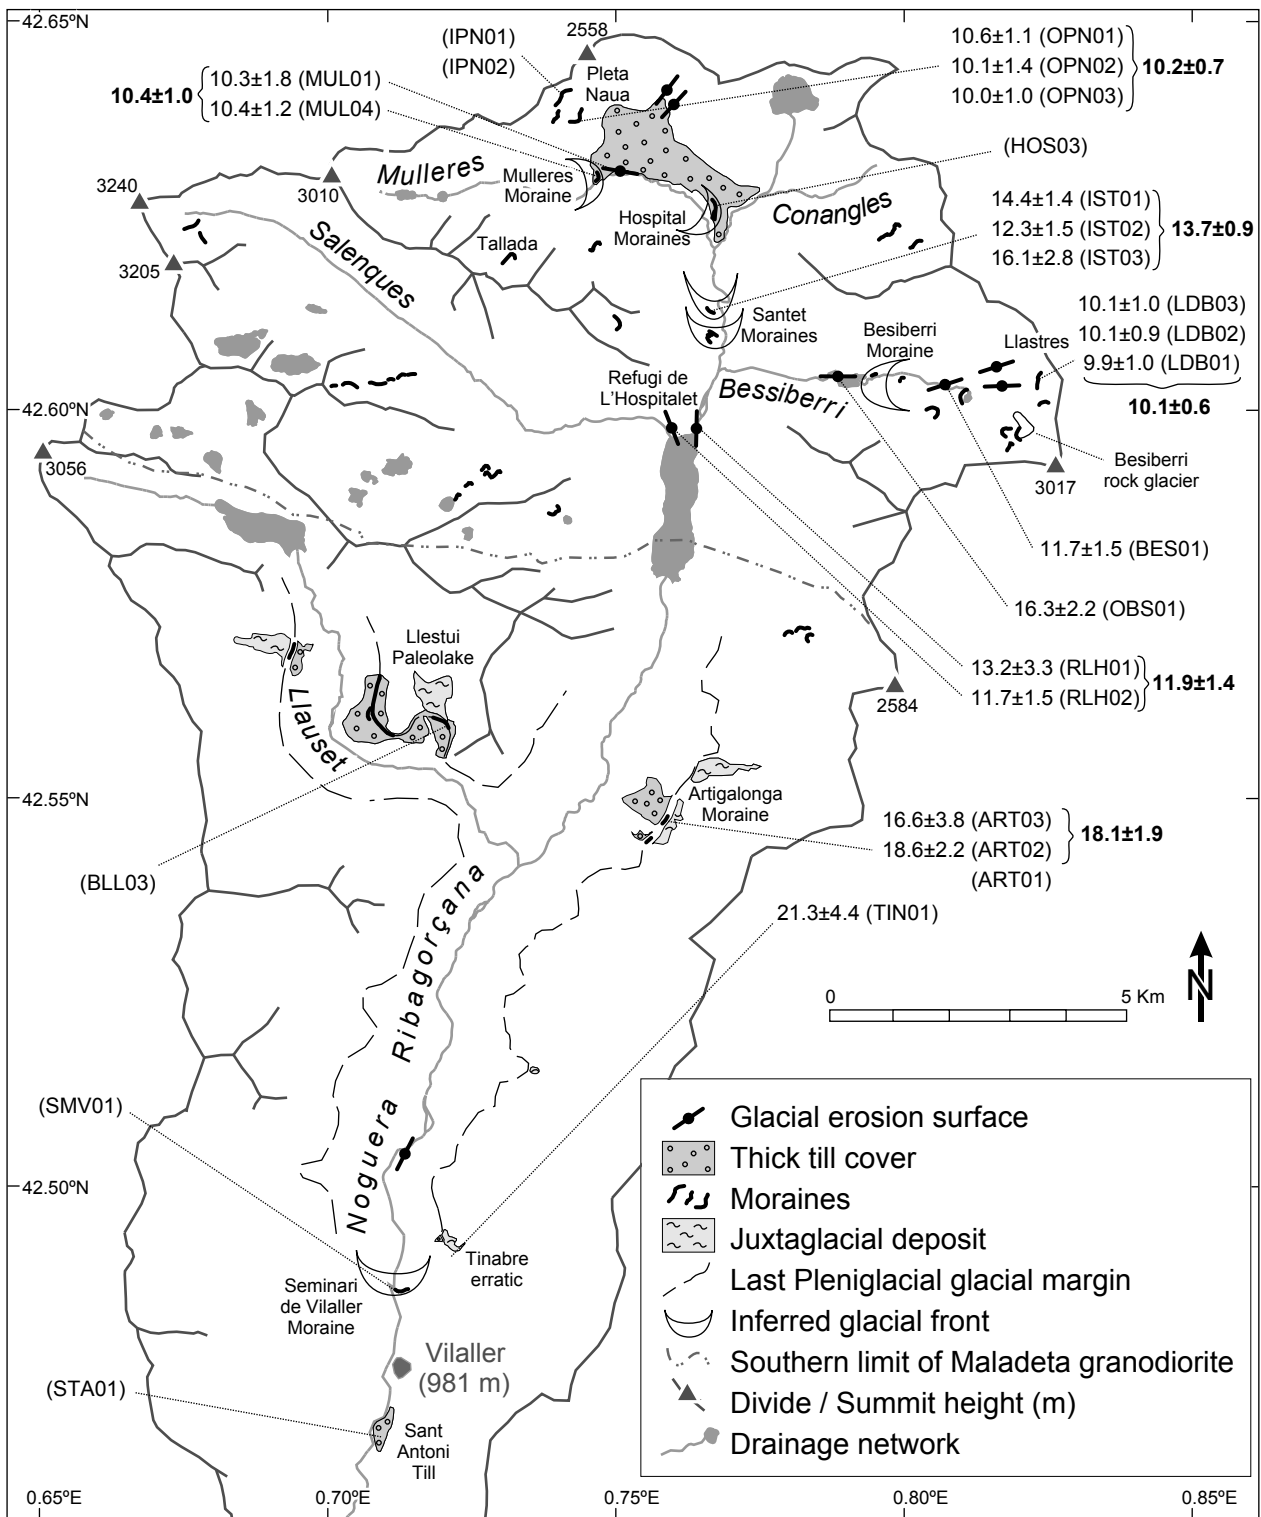 42.65ºN
2558
(IPN01)
(IPN02)
Pleta
Naua
10.6±1.1 (OPN01)
10.1±1.4 (OPN02)
10.0±1.0 (OPN03)
10.2±0.7
10.3±1.8 (MUL01)
10.4±1.2 (MUL04)
10.4±1.0
(HOS03)
Mulleres
Mulleres
Moraine
3240
3010
Hospital
Moraines
Conangles
14.4±1.4 (IST01)
12.3±1.5 (IST02)
16.1±2.8 (IST03)
13.7±0.9
Salenques
Tallada
3205
Santet
Moraines
Besiberri
Moraine
Llastres
10.1±1.0 (LDB03)
10.1±0.9 (LDB02)
9.9±1.0 (LDB01)
10.1±0.6
Refugi de
L'Hospitalet
Bessiberri
42.60ºN
3056
Besiberri
rock glacier
3017
11.7±1.5 (BES01)
16.3±2.2 (OBS01)
Llestui
Paleolake
13.2±3.3 (RLH01)
11.7±1.5 (RLH02)
11.9±1.4
2584
Llauset
42.55ºN
Artigalonga
Moraine
16.6±3.8 (ART03)
18.6±2.2 (ART02)
(ART01)
18.1±1.9
(BLL03)
21.3±4.4 (TIN01)
Noguera Ribagorçana
N
0 5 Km
(SMV01)
42.50ºN
Tinabre
erratic
Seminari
de Vilaller
Moraine
Vilaller
(981 m)
(STA01)
Sant
Antoni
Till
Glacial erosion surface
Thick till cover
Moraines
Juxtaglacial deposit
Last Pleniglacial glacial margin
Inferred glacial front
Southern limit of Maladeta granodiorite
Divide / Summit height (m)
Drainage network
0.65ºE 0.70ºE 0.75ºE 0.80ºE 0.85ºE